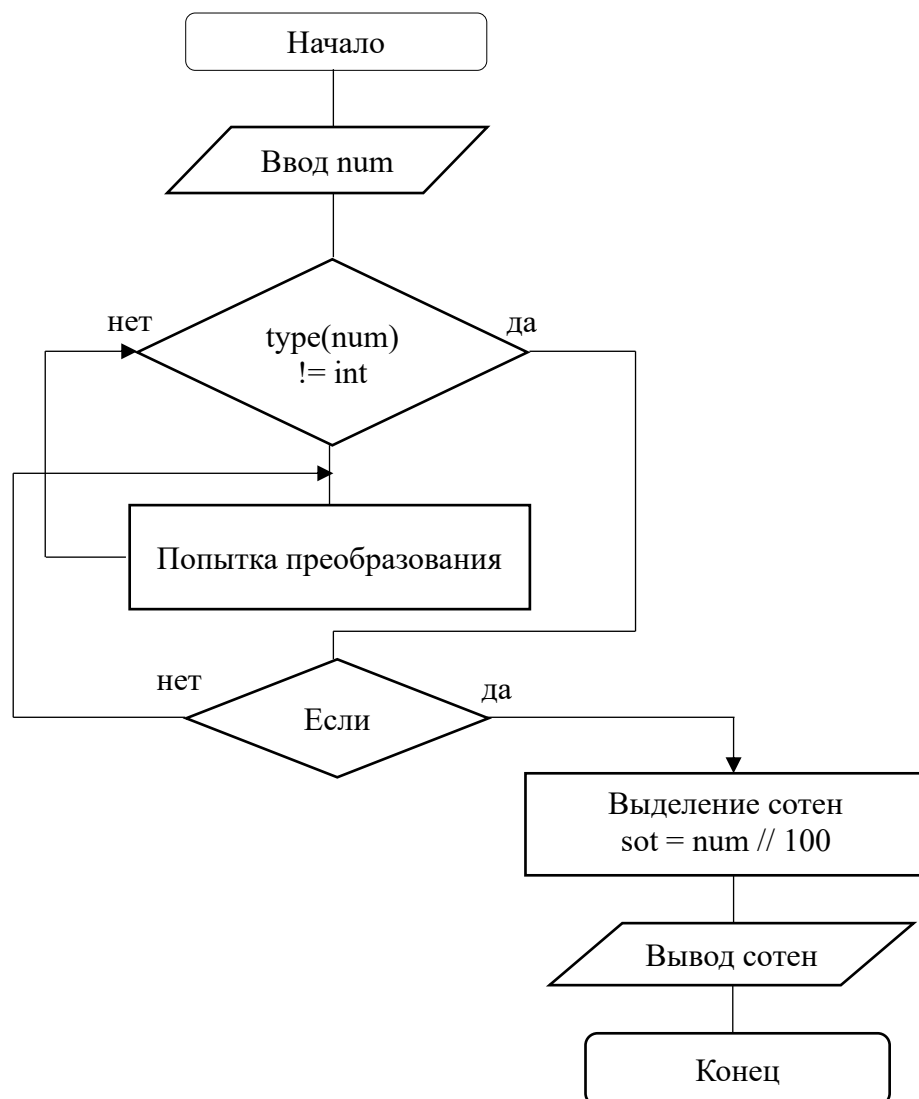 Начало
Ввод num
нет
да
type(num)
!= int
Попытка преобразования
нет
да
Если
Выделение сотен
sot = num // 100
Вывод сотен
Конец